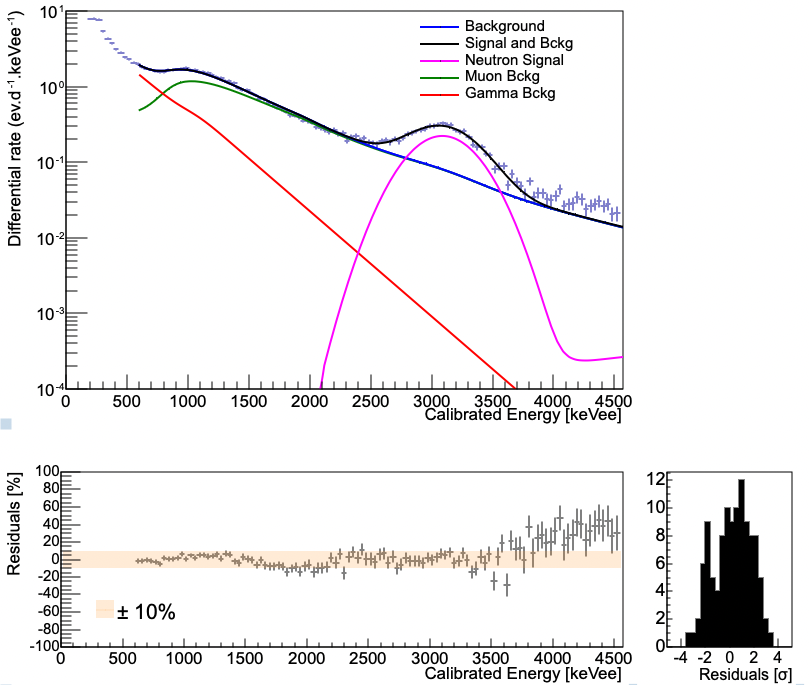 10¹
10⁰
10⁻¹
10⁻²
10⁻³
10⁻⁴
Differential rate (ev.d⁻¹.keVee⁻¹)
Background
Signal and Bckg
Neutron Signal
Muon Bckg
Gamma Bckg
0 500 1000 1500 2000 2500 3000 3500 4000 4500
Calibrated Energy [keVee]
Residuals [%]
100
80
60
40
20
0
-20
-40
-60
-80
-100
± 10%
0 500 1000 1500 2000 2500 3000 3500 4000 4500
Calibrated Energy [keVee]
12
10
8
6
4
2
0
-4 -2 0 2 4
Residuals [σ]